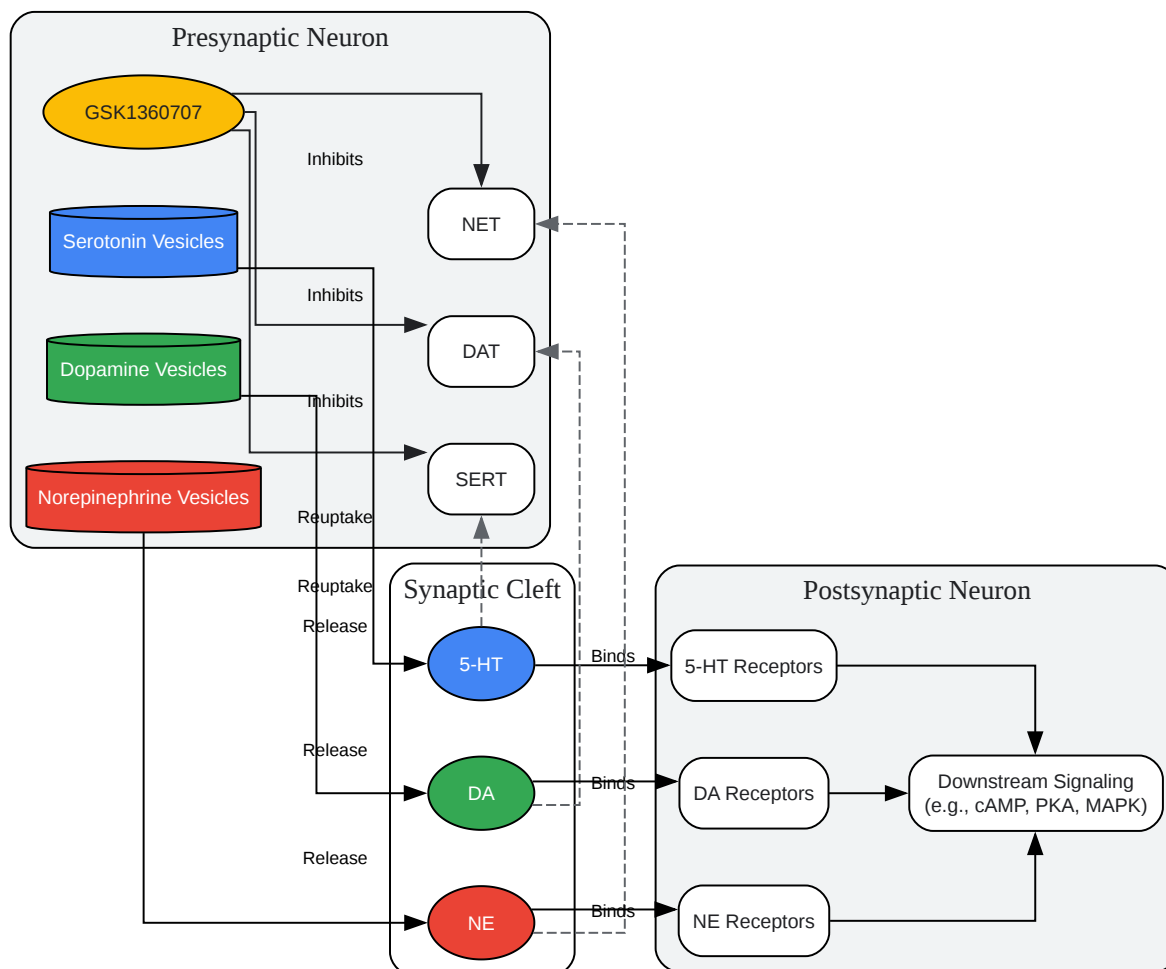 Presynaptic Neuron
GSK1360707
Inhibits
NET
Serotonin Vesicles
Inhibits
DAT
Dopamine Vesicles
Inhibits
SERT
Norepinephrine Vesicles
Reuptake
Reuptake
Synaptic Cleft
Postsynaptic Neuron
Release
5-HT
Binds
5-HT Receptors
Release
DA
Binds
DA Receptors
Downstream Signaling
(e.g., cAMP, PKA, MAPK)
Release
NE
Binds
NE Receptors